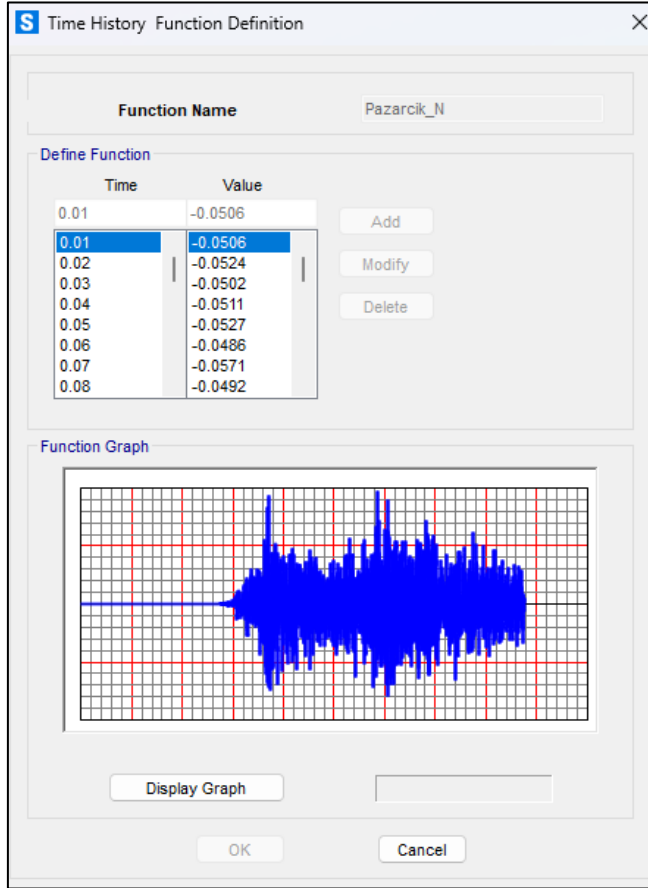 S Time History Function Definition
Function Name Pazarcik_N
Define Function
Time Value
0.01 -0.0506
Add
0.01 -0.0506
0.02 -0.0524
0.03 -0.0502
Modify
0.04 -0.0511
0.05 -0.0527
Delete
0.06 -0.0486
0.07 -0.0571
0.08 -0.0492
Function Graph
Display Graph
OK Cancel